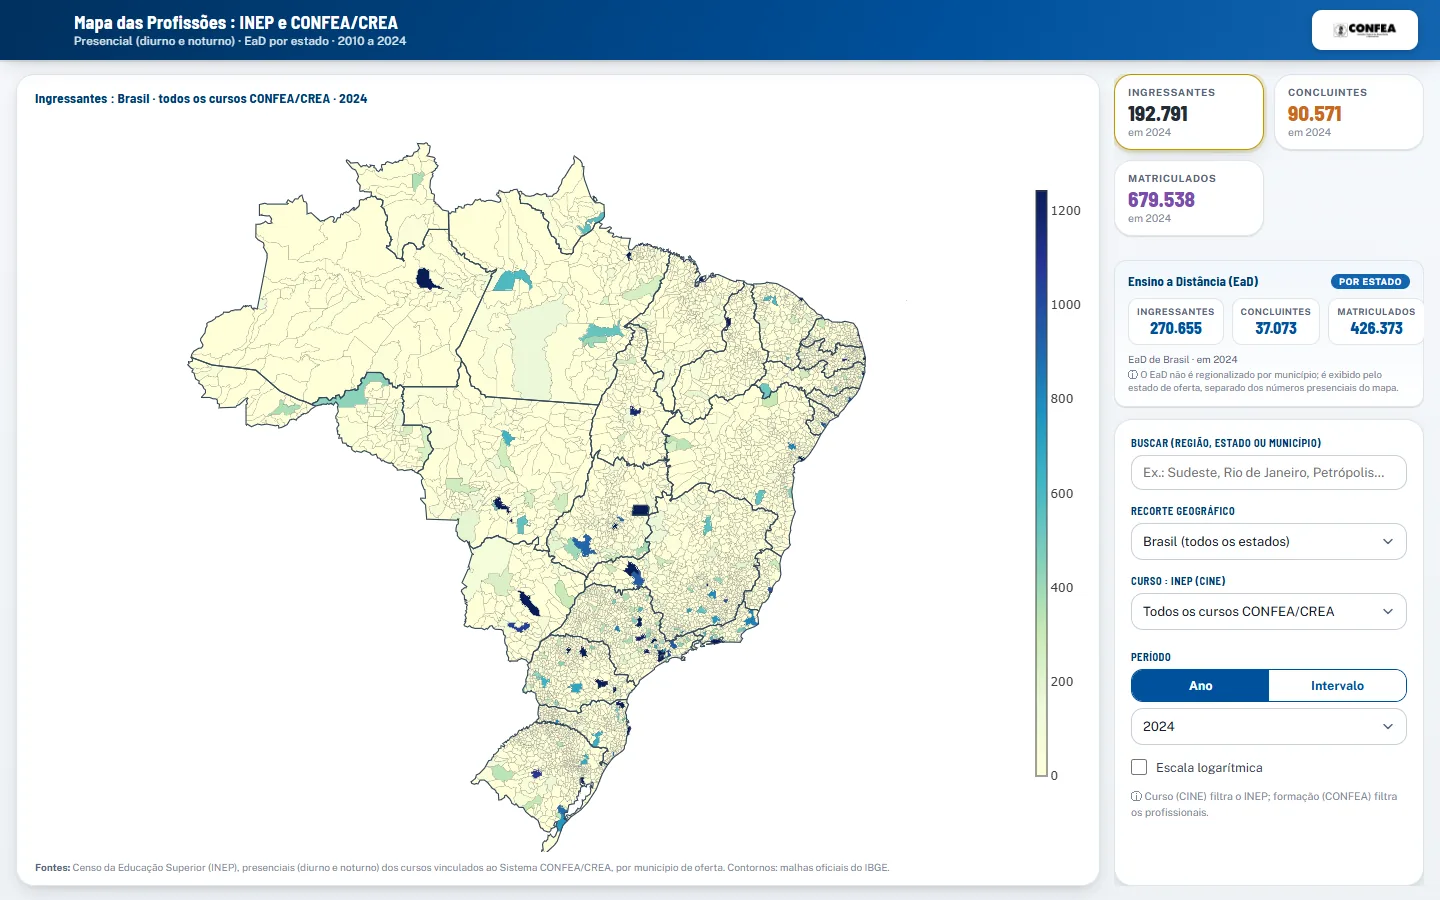 Mapa das Profissões : INEP e CONFEA/CREA
Presencial (diurno e noturno) · EaD por estado · 2010 a 2024
CONFEA
Ingressantes : Brasil · todos os cursos CONFEA/CREA · 2024
1200
1000
800
600
400
200
0
Fontes: Censo da Educação Superior (INEP), presenciais (diurno e noturno) dos cursos vinculados ao Sistema CONFEA/CREA, por município de oferta. Contornos: malhas oficiais do IBGE.
INGRESSANTES
192.791
em 2024
CONCLUINTES
90.571
em 2024
MATRICULADOS
679.538
em 2024
Ensino a Distância (EaD)
POR ESTADO
INGRESSANTES
270.655
CONCLUINTES
37.073
MATRICULADOS
426.373
EaD de Brasil · em 2024
ⓘ O EaD não é regionalizado por município; é exibido pelo
estado de oferta, separado dos números presenciais do mapa.
BUSCAR (REGIÃO, ESTADO OU MUNICÍPIO)
Ex.: Sudeste, Rio de Janeiro, Petrópolis...
RECORTE GEOGRÁFICO
Brasil (todos os estados)
CURSO : INEP (CINE)
Todos os cursos CONFEA/CREA
PERÍODO
Ano
Intervalo
2024
Escala logarítmica
ⓘ Curso (CINE) filtra o INEP; formação (CONFEA) filtra
os profissionais.